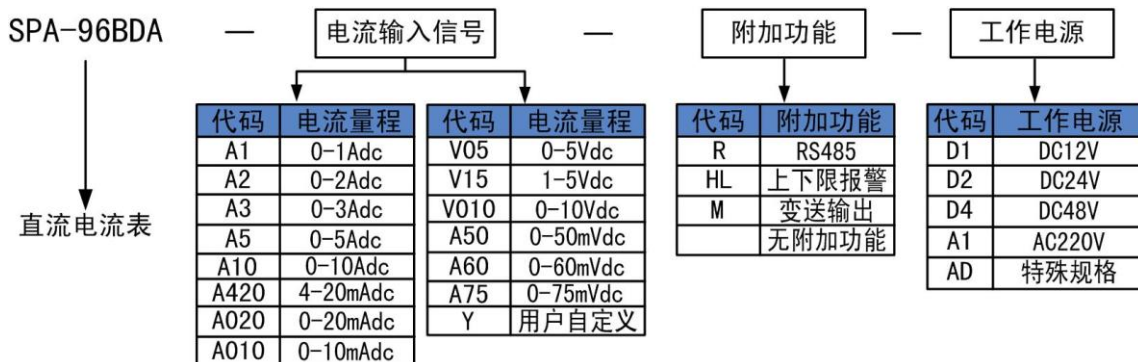 SPA-96BDA — 电流输入信号 — 附加功能 — 工作电源
直流电流表
代码 电流量程
A1 0-1Adc
A2 0-2Adc
A3 0-3Adc
A5 0-5Adc
A10 0-10Adc
A420 4-20mAdc
A020 0-20mAdc
A010 0-10mAdc
代码 电流量程
V05 0-5Vdc
V15 1-5Vdc
V010 0-10Vdc
A50 0-50mVdc
A60 0-60mVdc
A75 0-75mVdc
Y 用户自定义
代码 附加功能
R RS485
HL 上下限报警
M 变送输出
无附加功能
代码 工作电源
D1 DC12V
D2 DC24V
D4 DC48V
A1 AC220V
AD 特殊规格